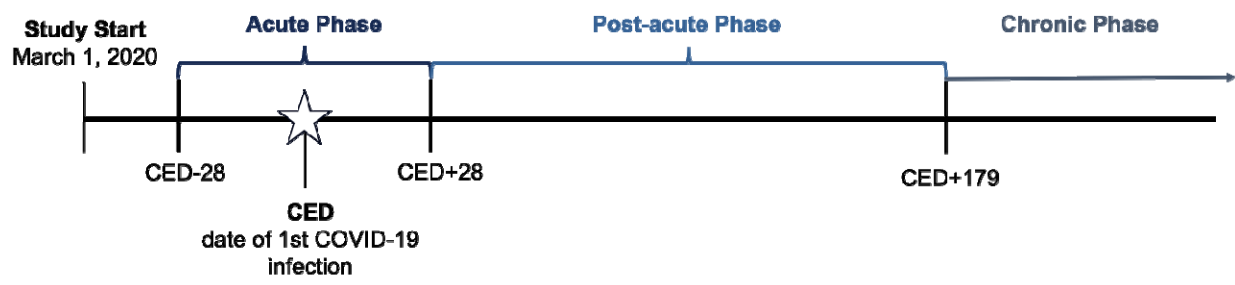 Study Start
March 1, 2020
Acute Phase
Post-acute Phase
Chronic Phase
CED-28
CED+28
CED+179
CED
date of 1st COVID-19
infection